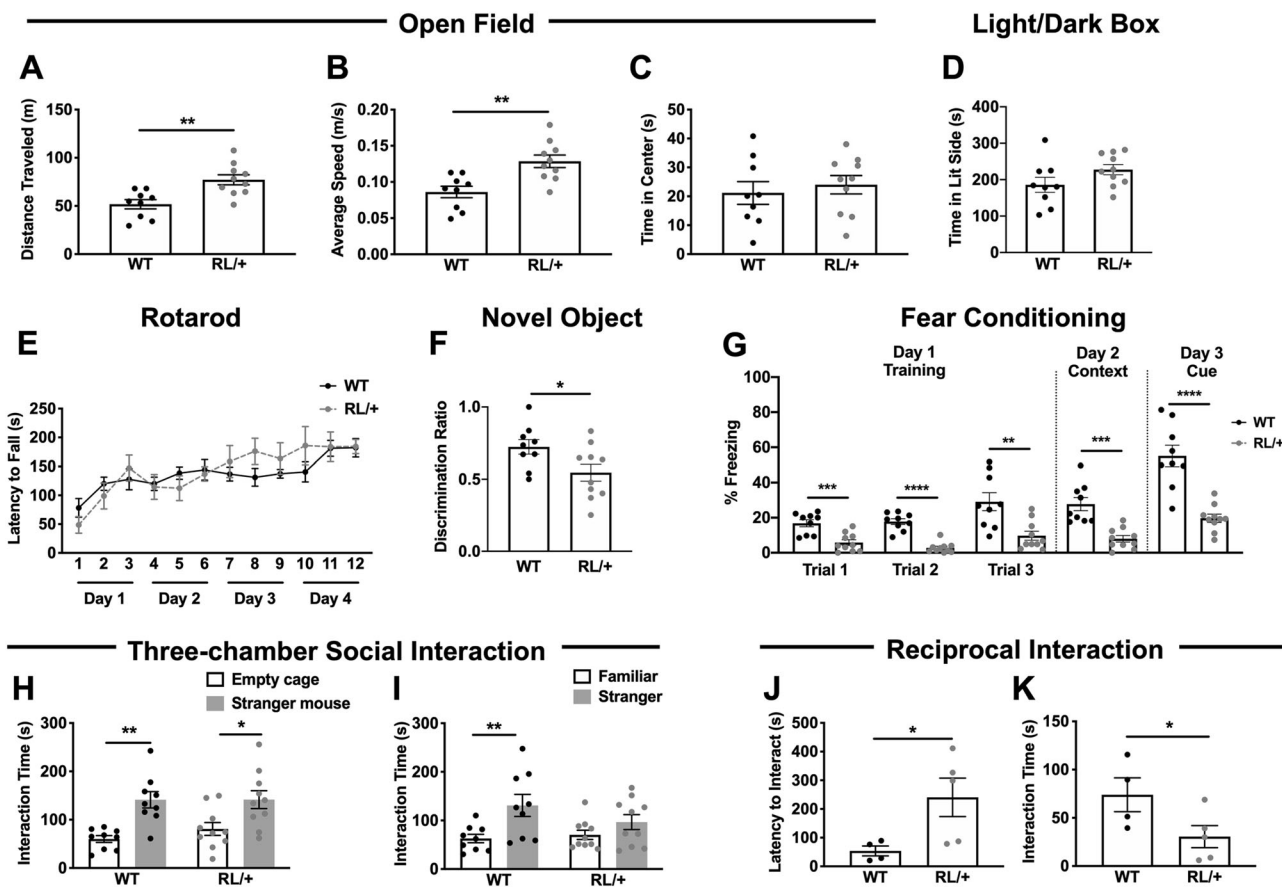 Open Field
Light/Dark Box
A
Distance Traveled (m)
150
100
50
0
**
WT
RL/+
B
Average Speed (m/s)
0.20
0.15
0.10
0.05
0.00
**
WT
RL/+
C
Time in Center (s)
50
40
30
20
10
0
WT
RL/+
D
Time in Lit Side (s)
400
300
200
100
0
WT
RL/+
Rotarod
E
Latency to Fall (s)
250
200
150
100
50
0
WT
RL/+
1 2 3 4 5 6 7 8 9 10 11 12
Day 1 Day 2 Day 3 Day 4
Novel Object
F
Discrimination Ratio
1.0
0.5
0.0
*
WT
RL/+
Fear Conditioning
G
% Freezing
100
80
60
40
20
0
Day 1
Training
Day 2
Context
Day 3
Cue
WT
RL/+
***
****
**
***
****
Trial 1 Trial 2 Trial 3
Three-chamber Social Interaction
H
Empty cage
Stranger mouse
Interaction Time (s)
300
200
100
0
**
*
WT
RL/+
I
Familiar
Stranger
Interaction Time (s)
300
200
100
0
**
WT
RL/+
Reciprocal Interaction
J
Latency to Interact (s)
500
400
300
200
100
0
*
WT
RL/+
K
Interaction Time (s)
150
100
50
0
*
WT
RL/+